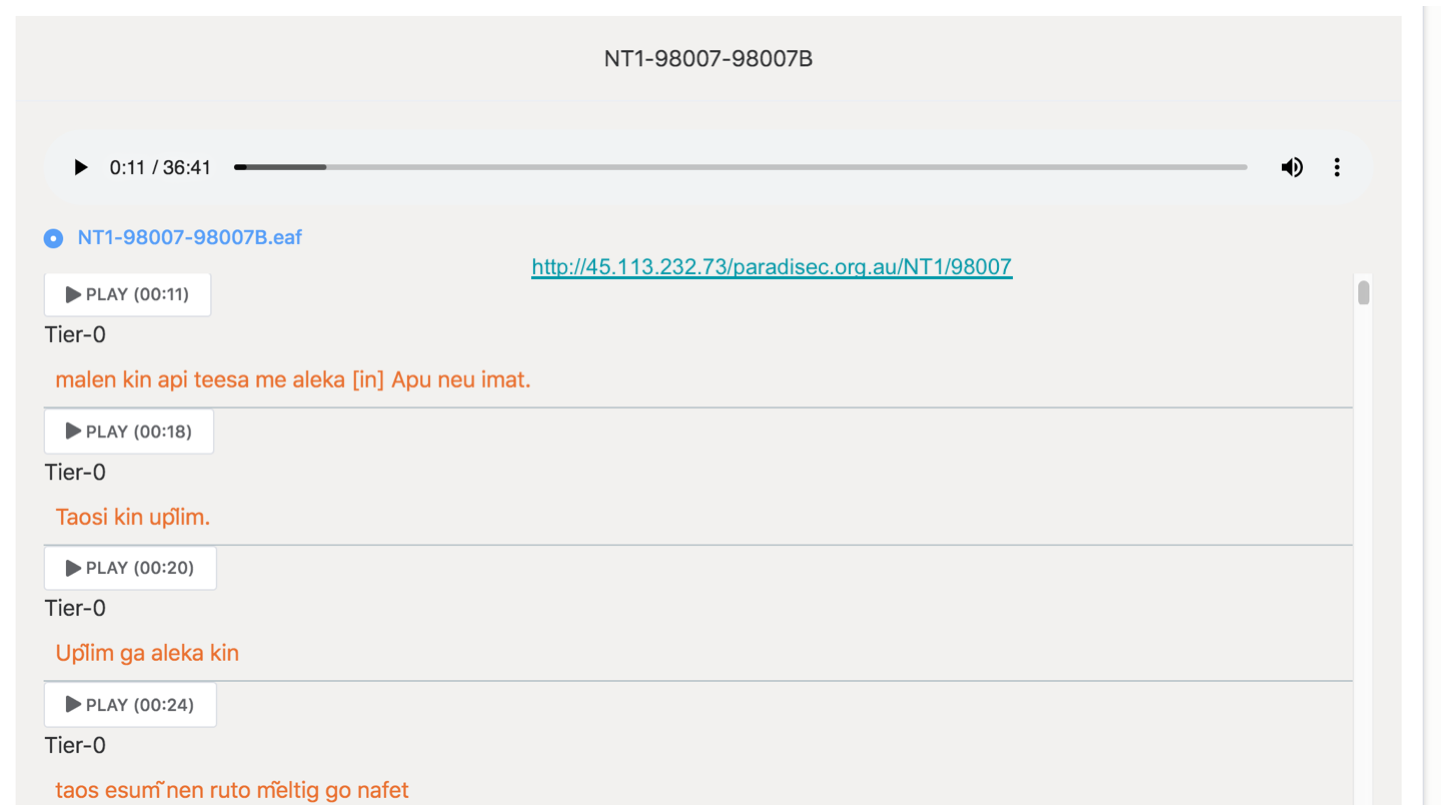 NT1-98007-98007B
0:11 / 36:41
NT1-98007-98007B.eaf
http://45.113.232.73/paradisec.org.au/NT1/98007
PLAY (00:11)
Tier-0
malen kin api teesa me aleka [in] Apu neu imat.
PLAY (00:18)
Tier-0
Taosi kin up̃lim.
PLAY (00:20)
Tier-0
Up̃lim ga aleka kin
PLAY (00:24)
Tier-0
taos esum̃ nen ruto m̃eltig go nafet